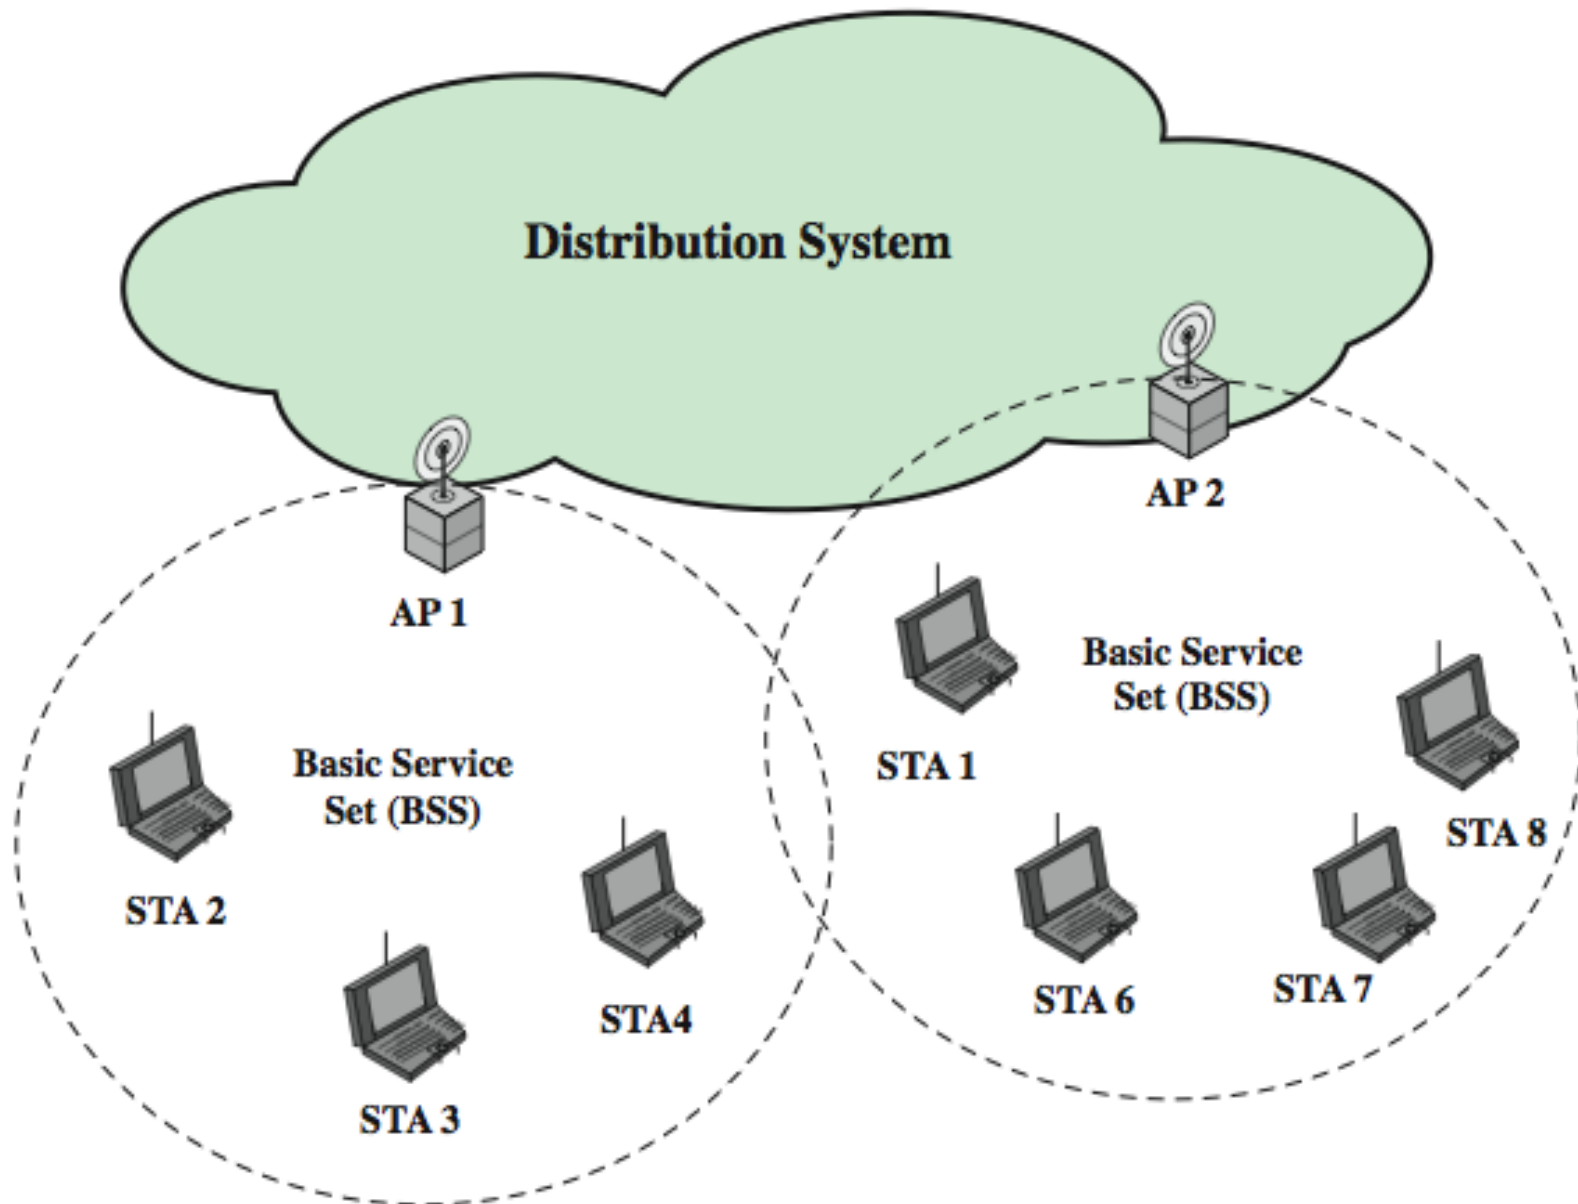 Distribution System
AP 2
AP 1
Basic Service
Set (BSS)
STA 1
Basic Service
Set (BSS)
STA 8
STA 2
STA 6
STA 7
STA4
STA 3